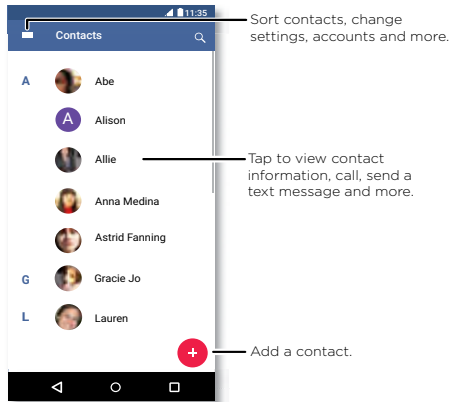 11:35
Contacts
Sort contacts, change
settings, accounts and more.
A
Abe
A
Alison
Allie
Tap to view contact
information, call, send a
text message and more.
Anna Medina
Astrid Fanning
G
Gracie Jo
L
Lauren
Add a contact.